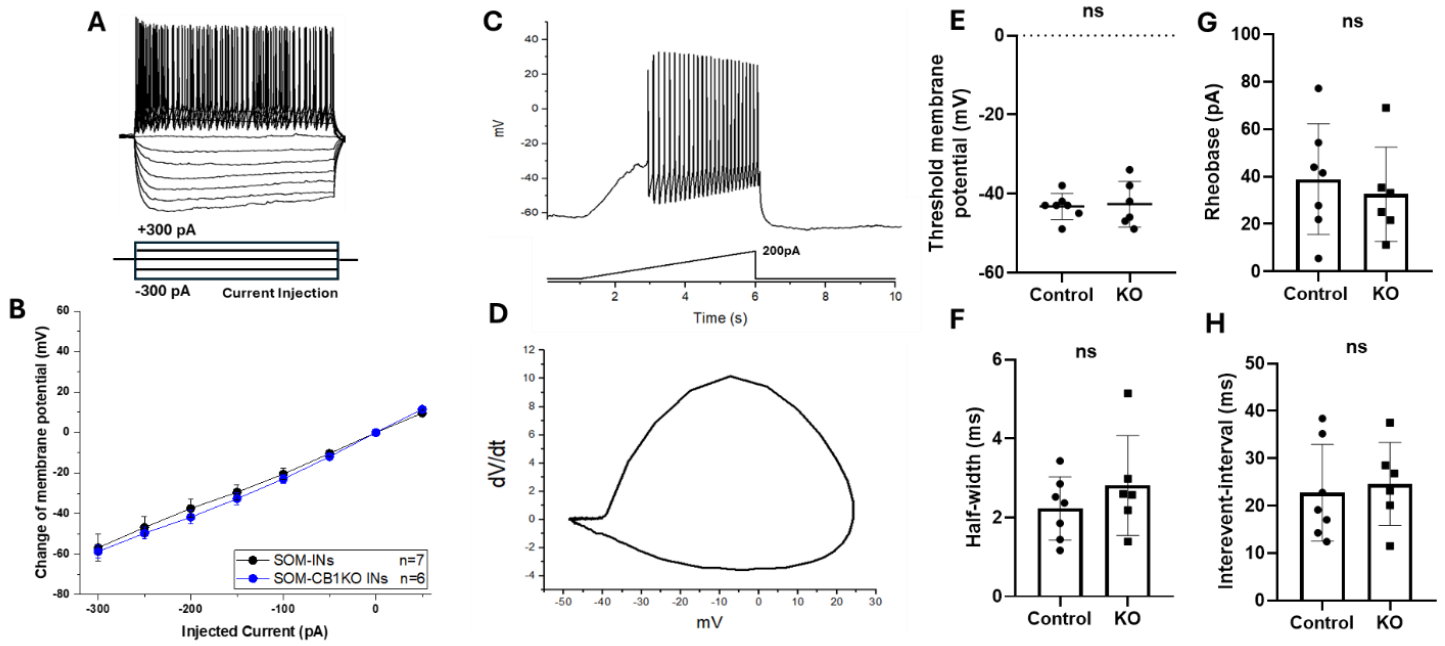 A
+300 pA
-300 pA
Current Injection
B
Change of membrane potential (mV)
60
40
20
0
-20
-40
-60
-80
SOM-INs n=7
SOM-CB1KO INs n=6
-300 -200 -100 0
Injected Current (pA)
C
mV
40
20
0
-20
-40
-60
200pA
2 4 6 8 10
Time (s)
D
dV/dt
12
10
8
6
4
2
0
-2
-4
-50 -40 -30 -20 -10 0 10 20 30
mV
E
ns
Threshold membrane
potential (mV)
0
-20
-40
-60
Control KO
F
ns
Half-width (ms)
6
4
2
0
Control KO
G
ns
Rheobase (pA)
100
80
60
40
20
0
Control KO
H
ns
Interevent-interval (ms)
50
40
30
20
10
0
Control KO